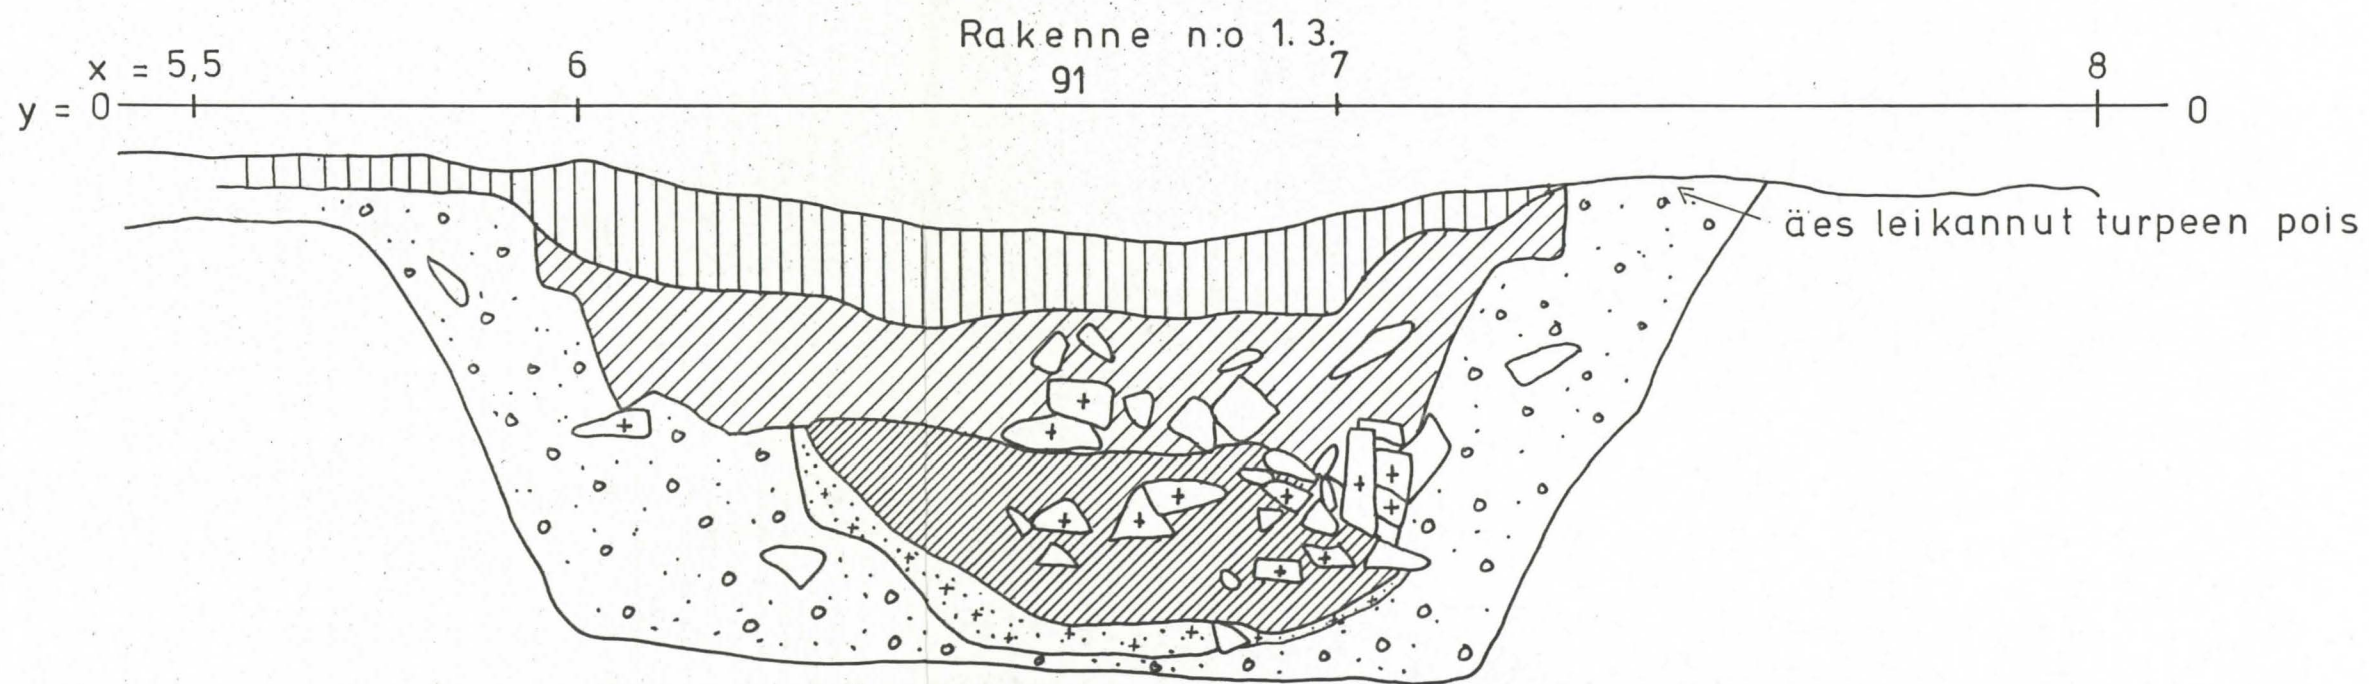 Rakenne n:o 1.3.
x = 5,5 6 91 7 8
y = 0 0
äes leikannut turpeen pois